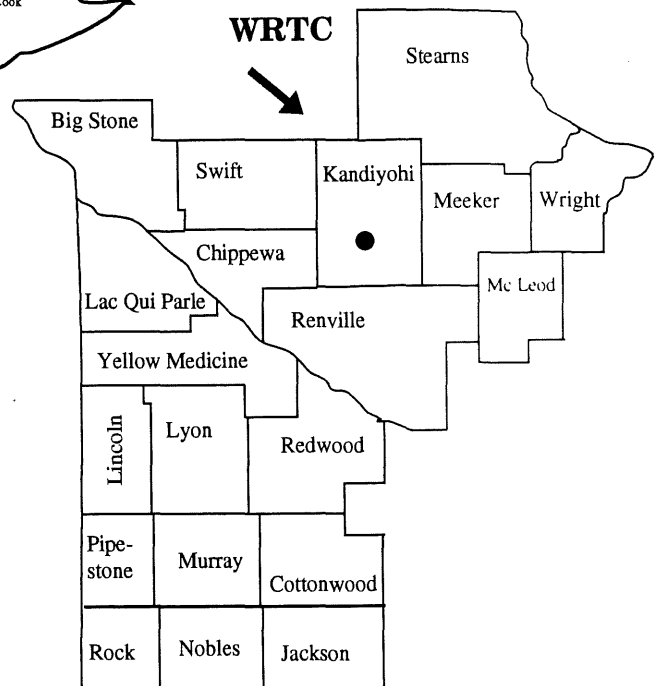 WRTC
Stearns
Big Stone
Swift
Kandiyohi
Meeker
Wright
Chippewa
Mc Leod
Lac Qui Parle
Renville
Yellow Medicine
Lincoln
Lyon
Redwood
Pipe-
stone
Murray
Cottonwood
Rock
Nobles
Jackson